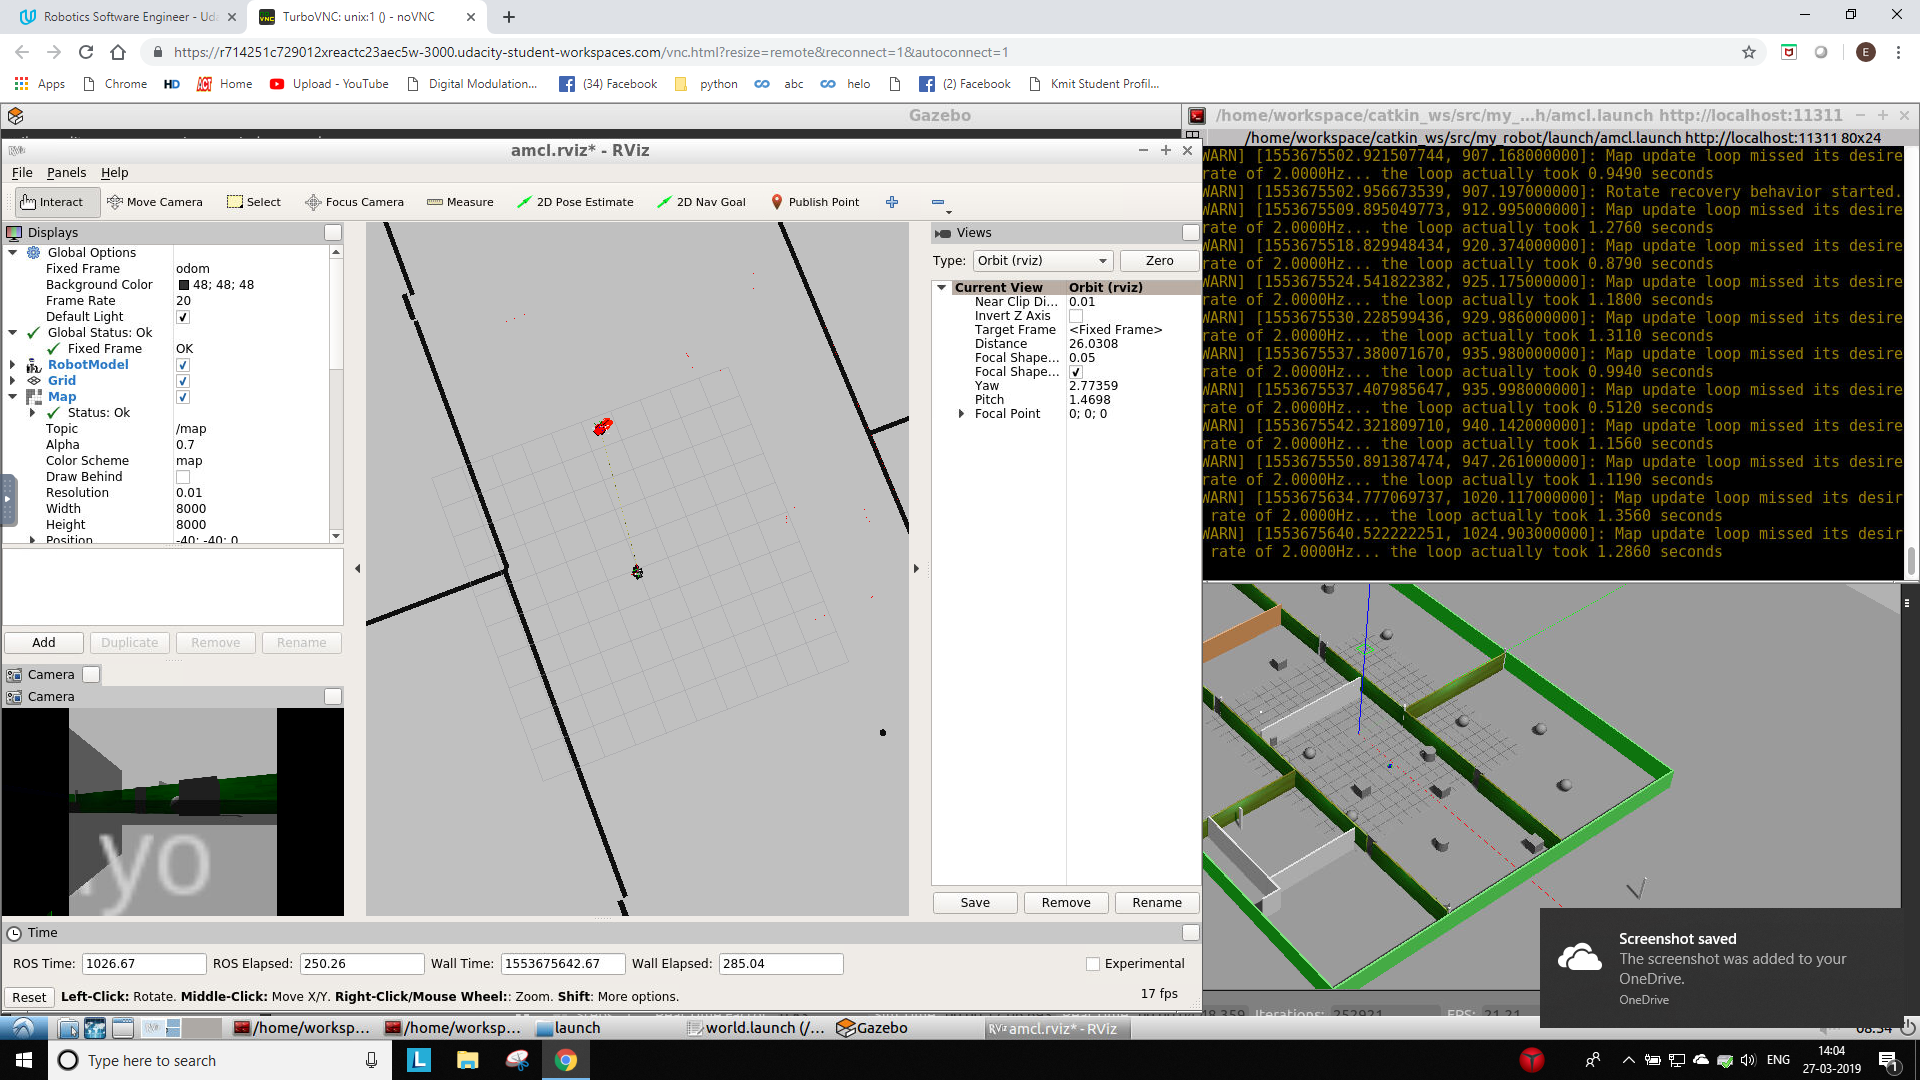 Robotics Software Engineer - Uda
TurboVNC: unix:1 () - noVNC
https://r714251c729012xreactc23aec5w-3000.udacity-student-workspaces.com/vnc.html?resize=remote&reconnect=1&autoconnect=1
E
Apps Chrome HD Home Upload - YouTube Digital Modulation... (34) Facebook python abc helo (2) Facebook Kmit Student Profil...
Gazebo
/home/workspace/catkin_ws/src/my_...h/amcl.launch http://localhost:11311
/home/workspace/catkin_ws/src/my_robot/launch/amcl.launch http://localhost:11311 80x24
amcl.rviz* - RViz
File Panels Help
Interact Move Camera Select Focus Camera Measure 2D Pose Estimate 2D Nav Goal Publish Point
Displays
Global Options
Fixed Frame odom
Background Color 48; 48; 48
Frame Rate 20
Default Light
Global Status: Ok
Fixed Frame OK
RobotModel
Grid
Map
Status: Ok
Topic /map
Alpha 0.7
Color Scheme map
Draw Behind
Resolution 0.01
Width 8000
Height 8000
Position -40; -40; 0
Add Duplicate Remove Rename
Camera
Camera
yo
Views
Type: Orbit (rviz) Zero
Current View Orbit (rviz)
Near Clip Di... 0.01
Invert Z Axis
Target Frame <Fixed Frame>
Distance 26.0308
Focal Shape... 0.05
Focal Shape...
Yaw 2.77359
Pitch 1.4698
Focal Point 0; 0; 0
Save Remove Rename
WARN] [1553675502.921507744, 907.168000000]: Map update loop missed its desire
rate of 2.0000Hz... the loop actually took 0.9490 seconds
WARN] [1553675502.956673539, 907.197000000]: Rotate recovery behavior started.
WARN] [1553675509.895049773, 912.995000000]: Map update loop missed its desire
rate of 2.0000Hz... the loop actually took 1.2760 seconds
WARN] [1553675518.829948434, 920.374000000]: Map update loop missed its desire
rate of 2.0000Hz... the loop actually took 0.8790 seconds
WARN] [1553675524.541822382, 925.175000000]: Map update loop missed its desire
rate of 2.0000Hz... the loop actually took 1.1800 seconds
WARN] [1553675530.228599436, 929.986000000]: Map update loop missed its desire
rate of 2.0000Hz... the loop actually took 1.3110 seconds
WARN] [1553675537.380071670, 935.980000000]: Map update loop missed its desire
rate of 2.0000Hz... the loop actually took 0.9940 seconds
WARN] [1553675537.407985647, 935.998000000]: Map update loop missed its desire
rate of 2.0000Hz... the loop actually took 0.5120 seconds
WARN] [1553675542.321809710, 940.142000000]: Map update loop missed its desire
rate of 2.0000Hz... the loop actually took 1.1560 seconds
WARN] [1553675550.891387474, 947.261000000]: Map update loop missed its desire
rate of 2.0000Hz... the loop actually took 1.1190 seconds
WARN] [1553675634.777069737, 1020.117000000]: Map update loop missed its desir
rate of 2.0000Hz... the loop actually took 1.3560 seconds
WARN] [1553675640.522222251, 1024.903000000]: Map update loop missed its desir
rate of 2.0000Hz... the loop actually took 1.2860 seconds
Time
ROS Time: 1026.67 ROS Elapsed: 250.26 Wall Time: 1553675642.67 Wall Elapsed: 285.04 Experimental
Reset Left-Click: Rotate. Middle-Click: Move X/Y. Right-Click/Mouse Wheel:: Zoom. Shift: More options. 17 fps
Screenshot saved
The screenshot was added to your
OneDrive.
OneDrive
/home/worksp... /home/worksp... launch world.launch (/... Gazebo amcl.rviz* - RViz 08:34
Type here to search
ENG
14:04
27-03-2019
1